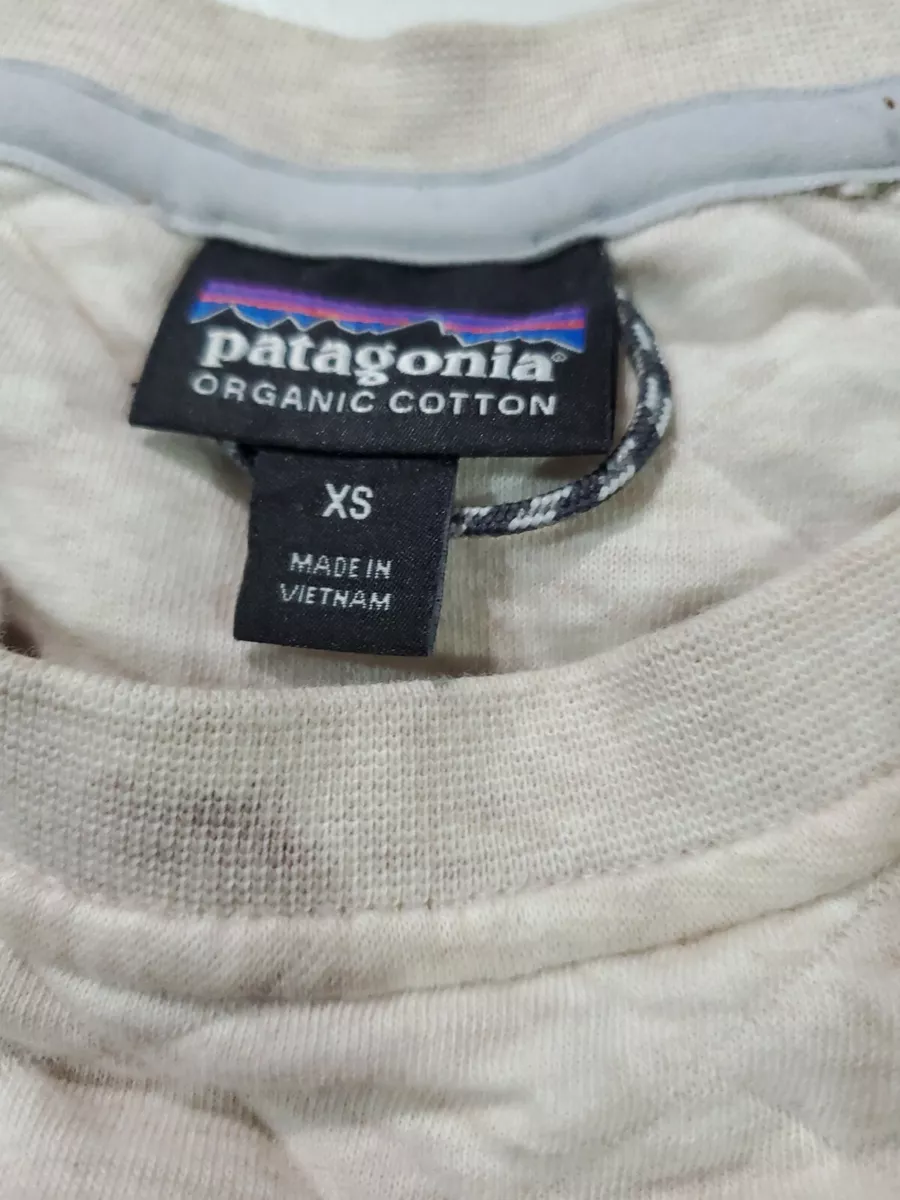 patagonia®
ORGANIC COTTON
XS
MADE IN
VIETNAM